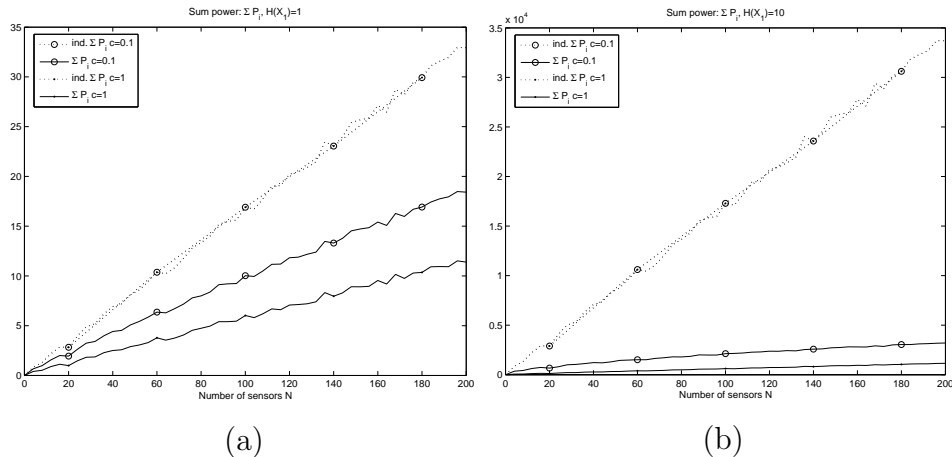 Sum power: Σ P_i, H(X_1)=1
35
30
25
20
15
10
5
0
ind. Σ P_i c=0.1
Σ P_i c=0.1
ind. Σ P_i c=1
Σ P_i c=1
0 20 40 60 80 100 120 140 160 180 200
Number of sensors N
(a)
Sum power: Σ P_i, H(X_1)=10
x 10^4
3.5
3.5
2.5
2
1.5
1
0.5
0
ind. Σ P_i c=0.1
Σ P_i c=0.1
ind. Σ P_i c=1
Σ P_i c=1
0 20 40 60 80 100 120 140 160 180 200
Number of sensors N
(b)